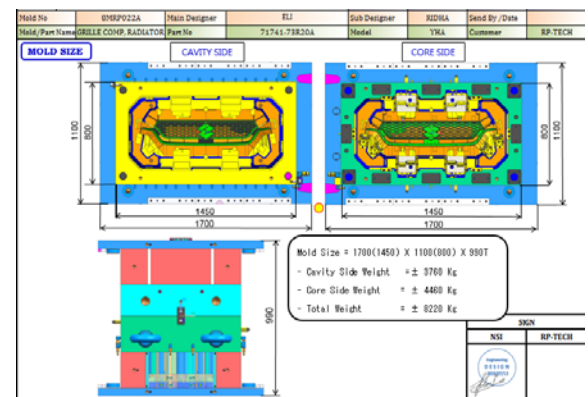 Mold No 0MRP022A Main Designer ELI Sub Designer RIDHA Send By /Date
Mold/Part Name GRILLE COMP, RADIATOR Part No 71741-73R20A Model YHA Customer RP-TECH
MOLD SIZE
CAVITY SIDE
CORE SIDE
1100
800
800
1100
1450
1450
1700
1700
990
Mold Size = 1700(1450) X 1100(800) X 990T
- Cavity Side Weight = ± 3760 Kg
- Core Side Weight = ± 4460 Kg
- Total Weight = ± 8220 Kg
SIGN
NSI RP-TECH
Engineering
DESIGN